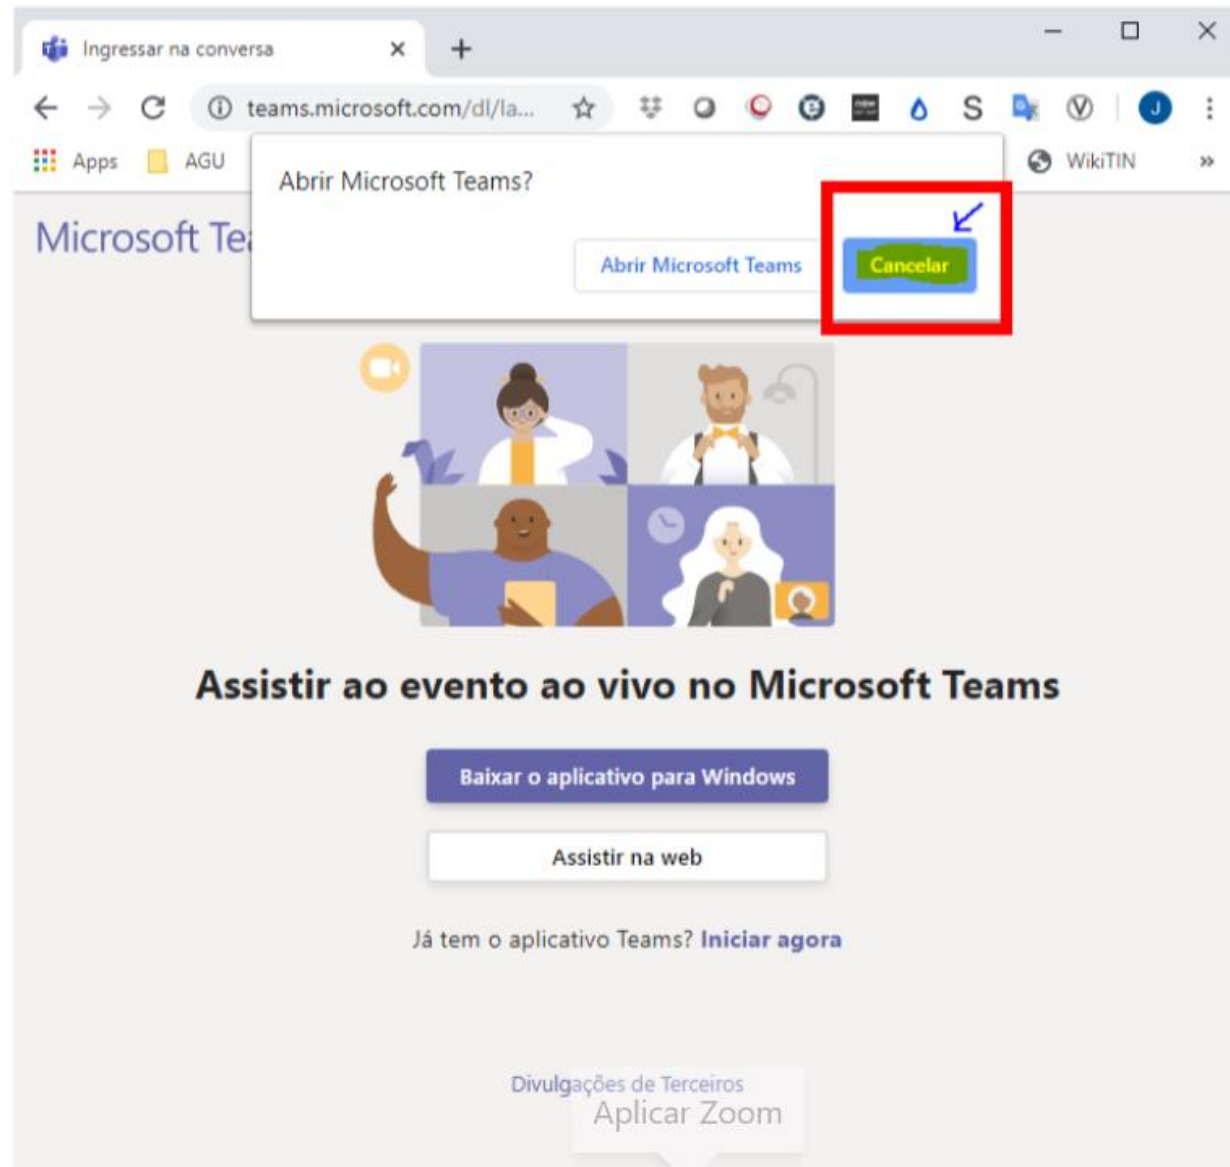 Ingressar na conversa
teams.microsoft.com/dl/la...
S
J
Apps
AGU
WikiTIN
»
Microsoft Tea
Abrir Microsoft Teams?
Abrir Microsoft Teams
Cancelar
Assistir ao evento ao vivo no Microsoft Teams
Baixar o aplicativo para Windows
Assistir na web
Já tem o aplicativo Teams? Iniciar agora
Divulgações de Terceiros
Aplicar Zoom